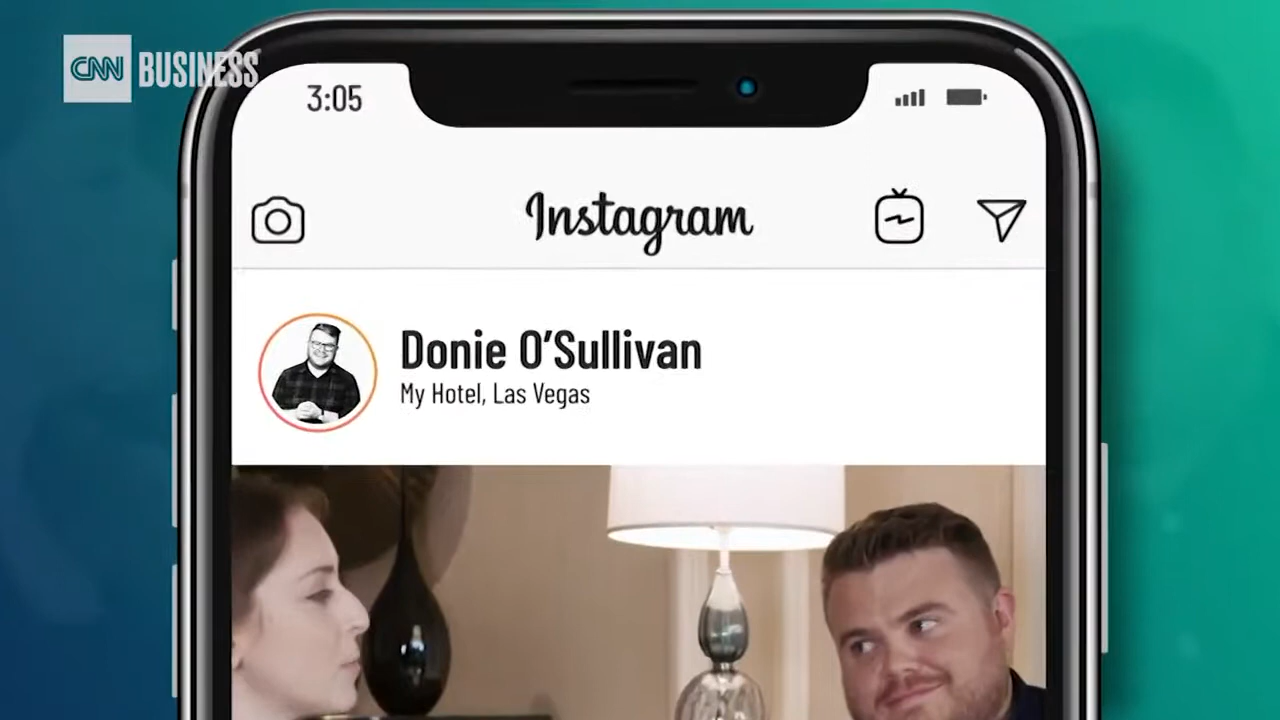 CNN BUSINESS
3:05
Instagram
Donie O'Sullivan
My Hotel, Las Vegas